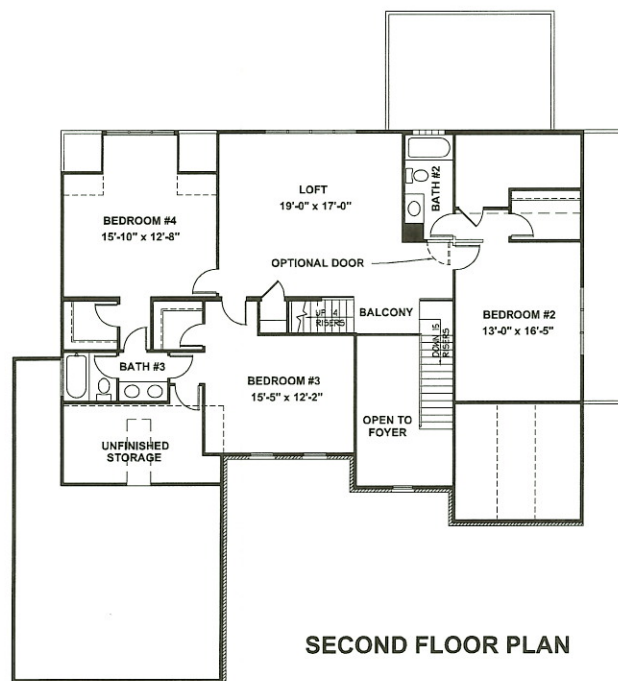 BATH #2
LOFT
19'-0" x 17'-0"
BEDROOM #4
15'-10" x 12'-8"
OPTIONAL DOOR
UP 14
RISERS
BALCONY
BEDROOM #2
13'-0" x 16'-5"
DOWN 15
RISERS
BATH #3
BEDROOM #3
15'-5" x 12'-2"
OPEN TO
FOYER
UNFINISHED
STORAGE
SECOND FLOOR PLAN